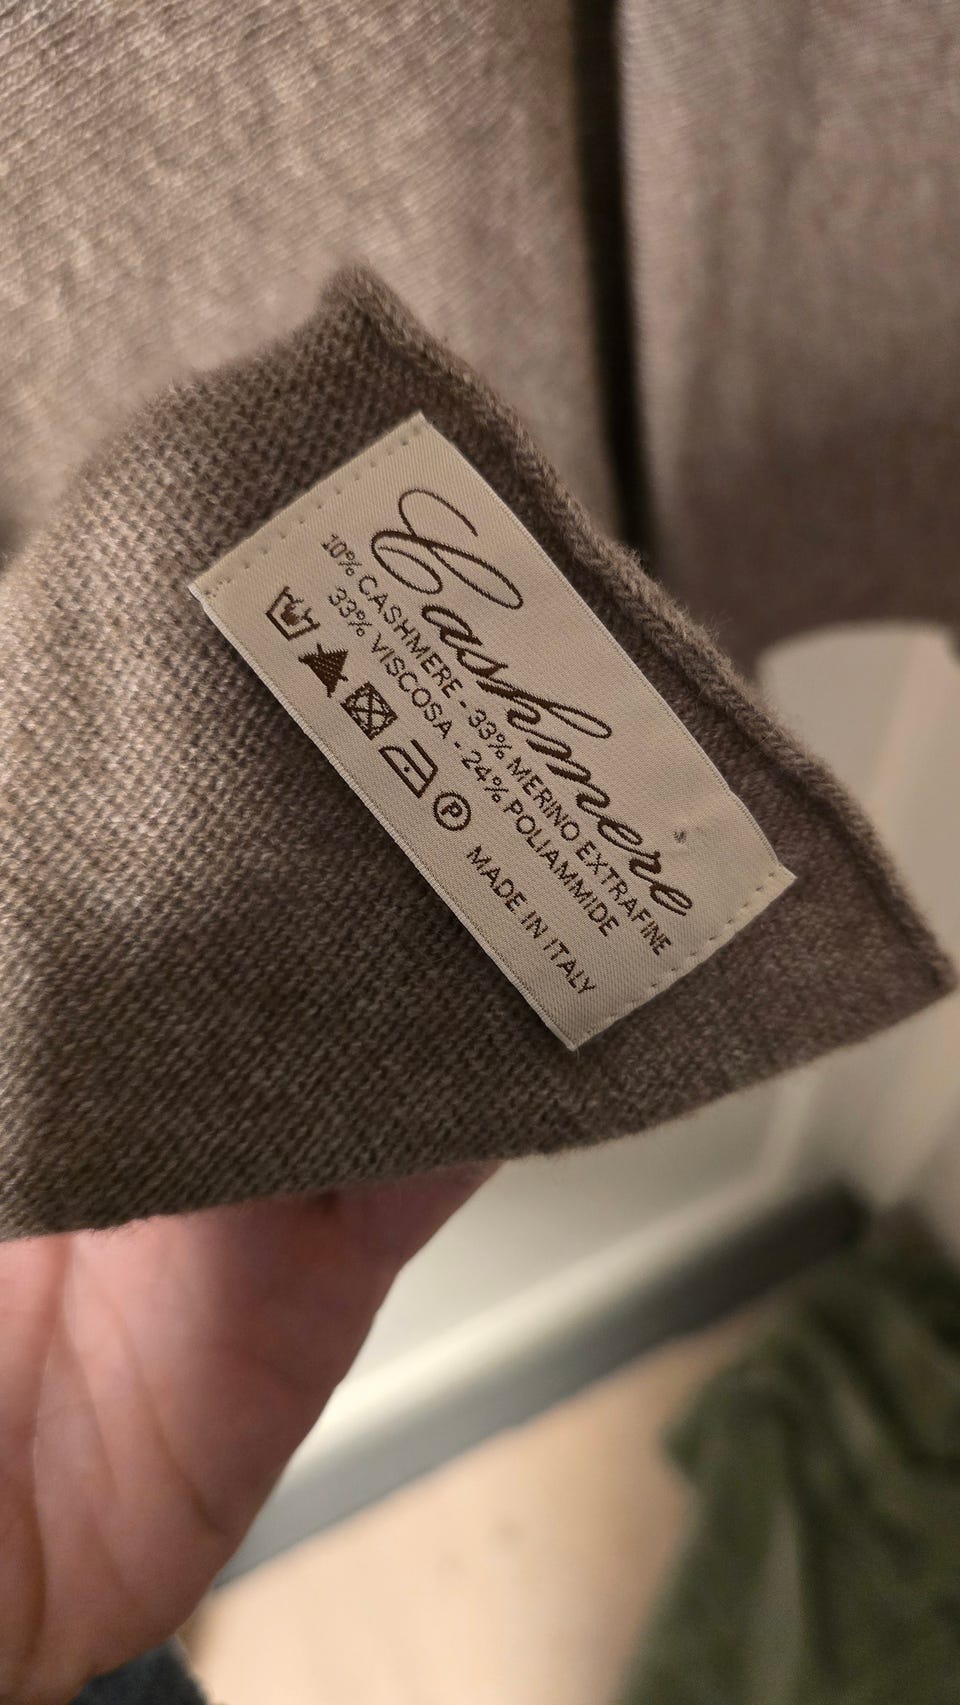 Cashmere
10% CASHMERE - 33% MERINO EXTRAFINE
33% VISCOSA - 24% POLIAMMIDE
P
MADE IN ITALY